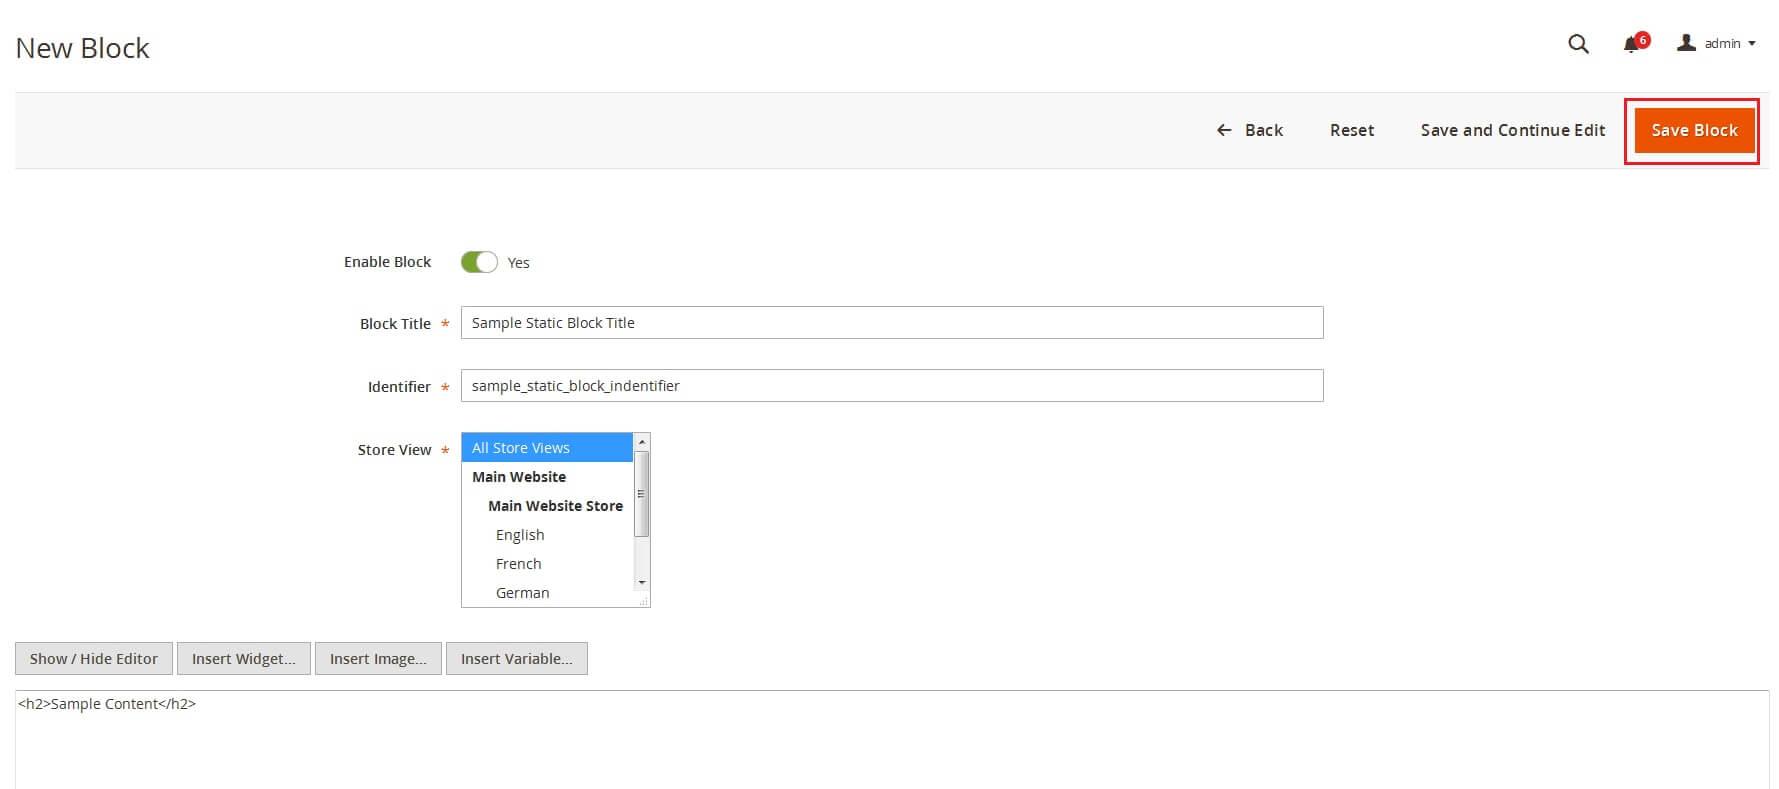 New Block
6
admin
Back
Reset
Save and Continue Edit
Save Block
Enable Block
Yes
Block Title *
Sample Static Block Title
Identifier *
sample_static_block_indentifier
Store View *
All Store Views
Main Website
Main Website Store
English
French
German
Show / Hide Editor
Insert Widget...
Insert Image...
Insert Variable...
<h2>Sample Content</h2>